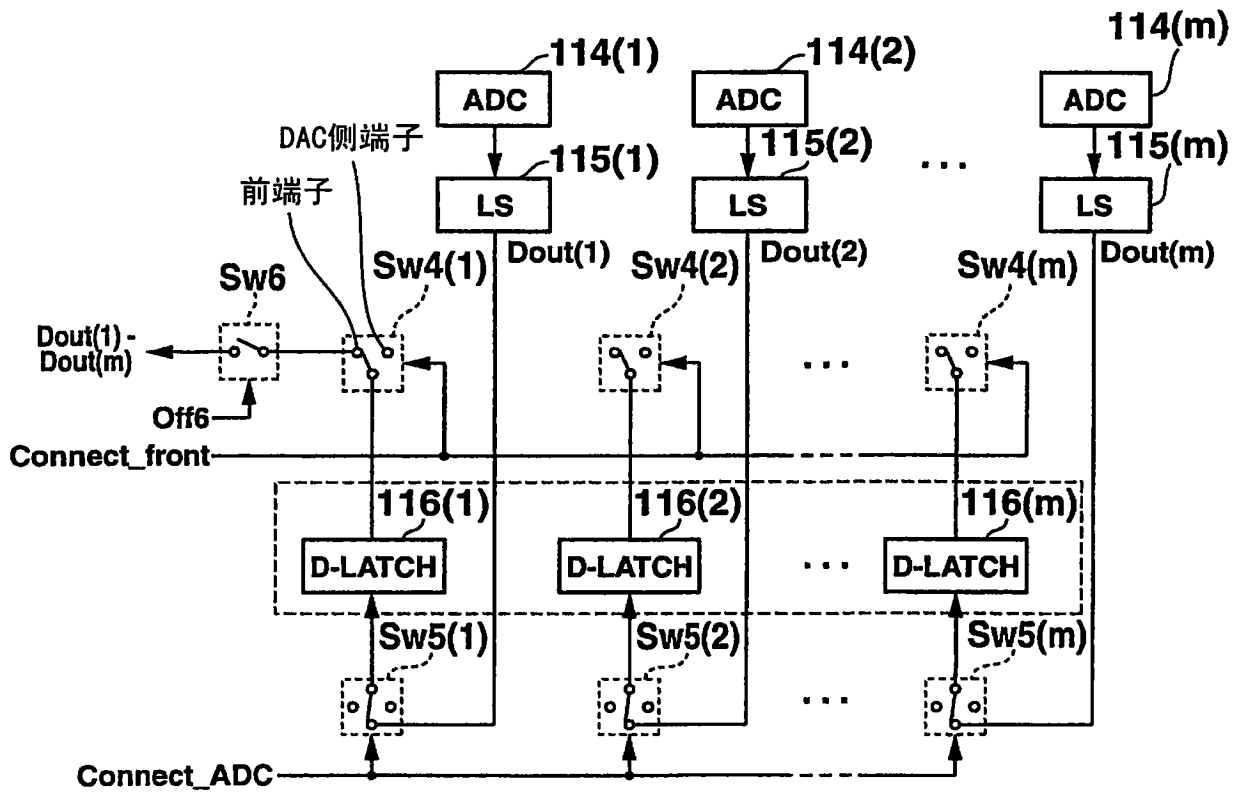 114(1)
114(2)
114(m)
ADC
ADC
ADC
DAC侧端子
115(1)
115(2)
115(m)
...
前端子
LS
LS
LS
Dout(1)
Dout(2)
Dout(m)
Sw6
Sw4(1)
Sw4(2)
Sw4(m)
Dout(1) -
Dout(m)
...
Off6
Connect_front
116(1)
116(2)
116(m)
D-LATCH
D-LATCH
...
D-LATCH
Sw5(1)
Sw5(2)
Sw5(m)
...
Connect_ADC